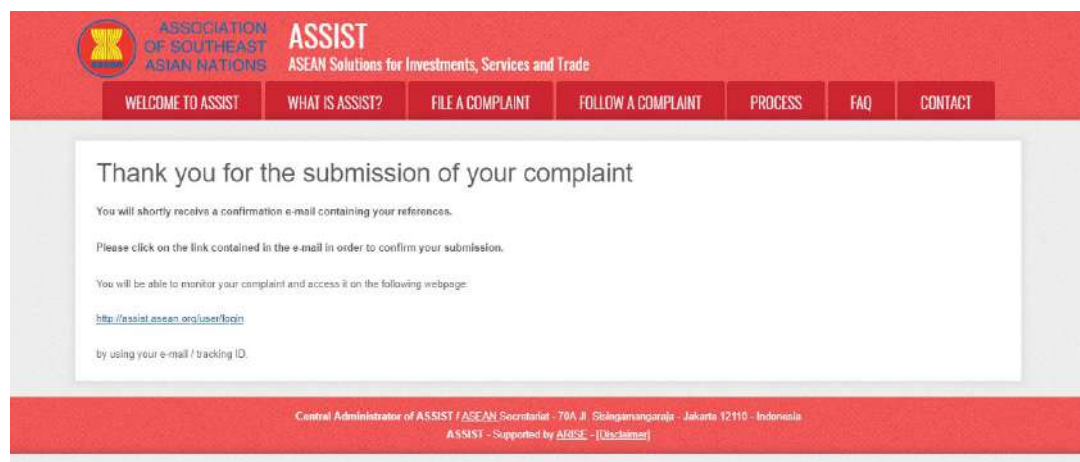 ASSOCIATION
OF SOUTHEAST
ASIAN NATIONS
ASSIST
ASEAN Solutions for Investments, Services and Trade
WELCOME TO ASSIST WHAT IS ASSIST? FILE A COMPLAINT FOLLOW A COMPLAINT PROCESS FAQ CONTACT
Thank you for the submission of your complaint
You will shortly receive a confirmation e-mail containing your references.
Please click on the link contained in the e-mail in order to confirm your submission.
You will be able to monitor your complaint and access it on the following webpage:
http://assist.asean.org/user/login
by using your e-mail / tracking ID.
Central Administrator of ASSIST / ASEAN Secretariat - 70A Jl. Sisingamangaraja - Jakarta 12110 - Indonesia
ASSIST - Supported by ARISE - [Disclaimer]